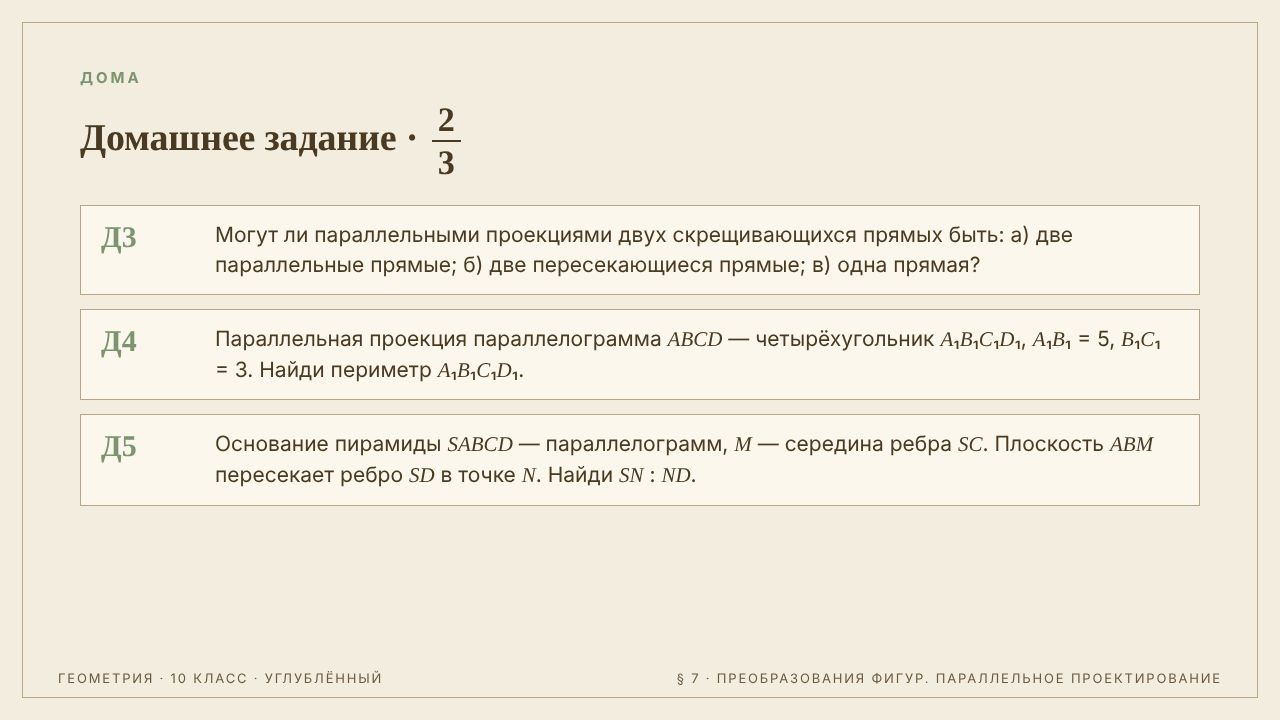 ДОМА
Домашнее задание · 2/3
Д3
Могут ли параллельными проекциями двух скрещивающихся прямых быть: а) две
параллельные прямые; б) две пересекающиеся прямые; в) одна прямая?
Д4
Параллельная проекция параллелограмма ABCD — четырёхугольник A₁B₁C₁D₁, A₁B₁ = 5, B₁C₁
= 3. Найди периметр A₁B₁C₁D₁.
Д5
Основание пирамиды SABCD — параллелограмм, M — середина ребра SC. Плоскость ABM
пересекает ребро SD в точке N. Найди SN : ND.
ГЕОМЕТРИЯ · 10 КЛАСС · УГЛУБЛЁННЫЙ
§ 7 · ПРЕОБРАЗОВАНИЯ ФИГУР. ПАРАЛЛЕЛЬНОЕ ПРОЕКТИРОВАНИЕ